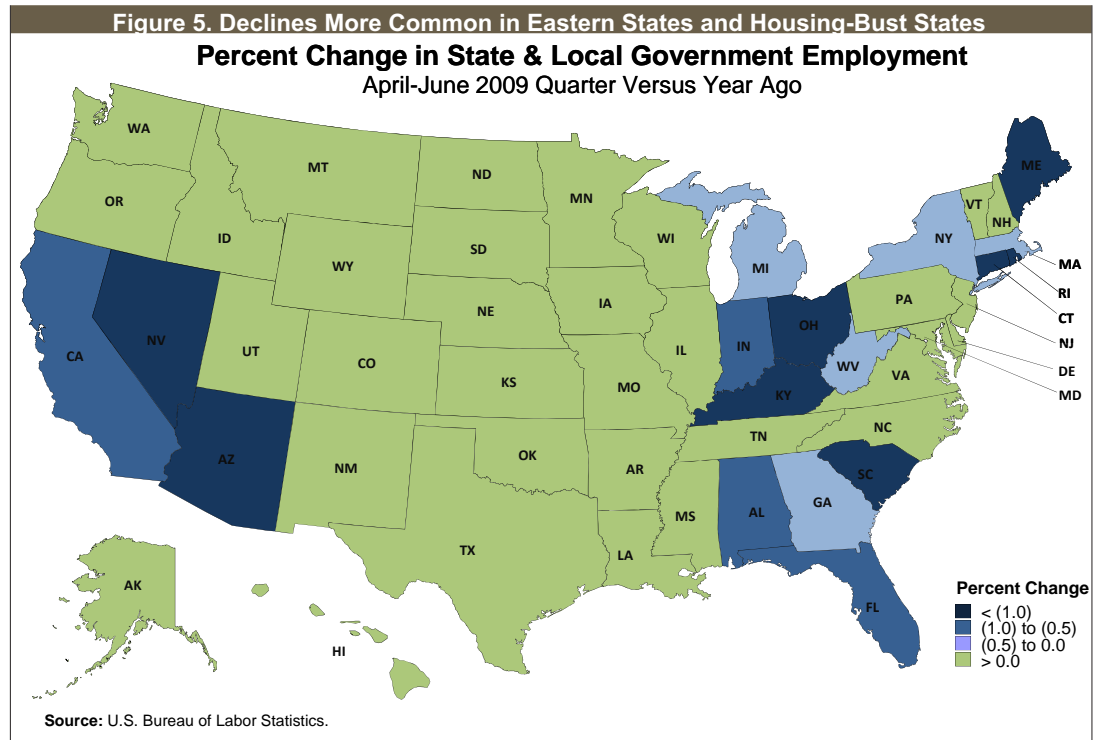 Figure 5. Declines More Common in Eastern States and Housing-Bust States
Percent Change in State & Local Government Employment
April-June 2009 Quarter Versus Year Ago
WA
MT
ND
MN
ME
OR
ID
WY
SD
WI
MI
NY
VT
NH
MA
RI
CT
NJ
DE
MD
NV
CA
UT
CO
NE
KS
IA
MO
IL
IN
OH
PA
WV
VA
KY
AZ
NM
OK
AR
TN
NC
SC
TX
LA
MS
AL
GA
FL
AK
HI
Percent Change
< (1.0)
(1.0) to (0.5)
(0.5) to 0.0
> 0.0
Source: U.S. Bureau of Labor Statistics.